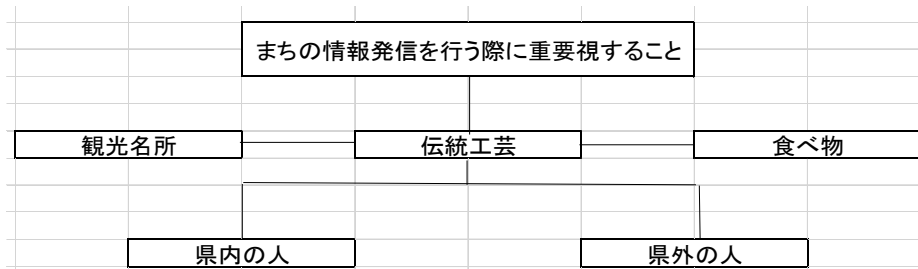 まちの情報発信を行う際に重要視すること
観光名所
伝統工芸
食べ物
県内の人
県外の人